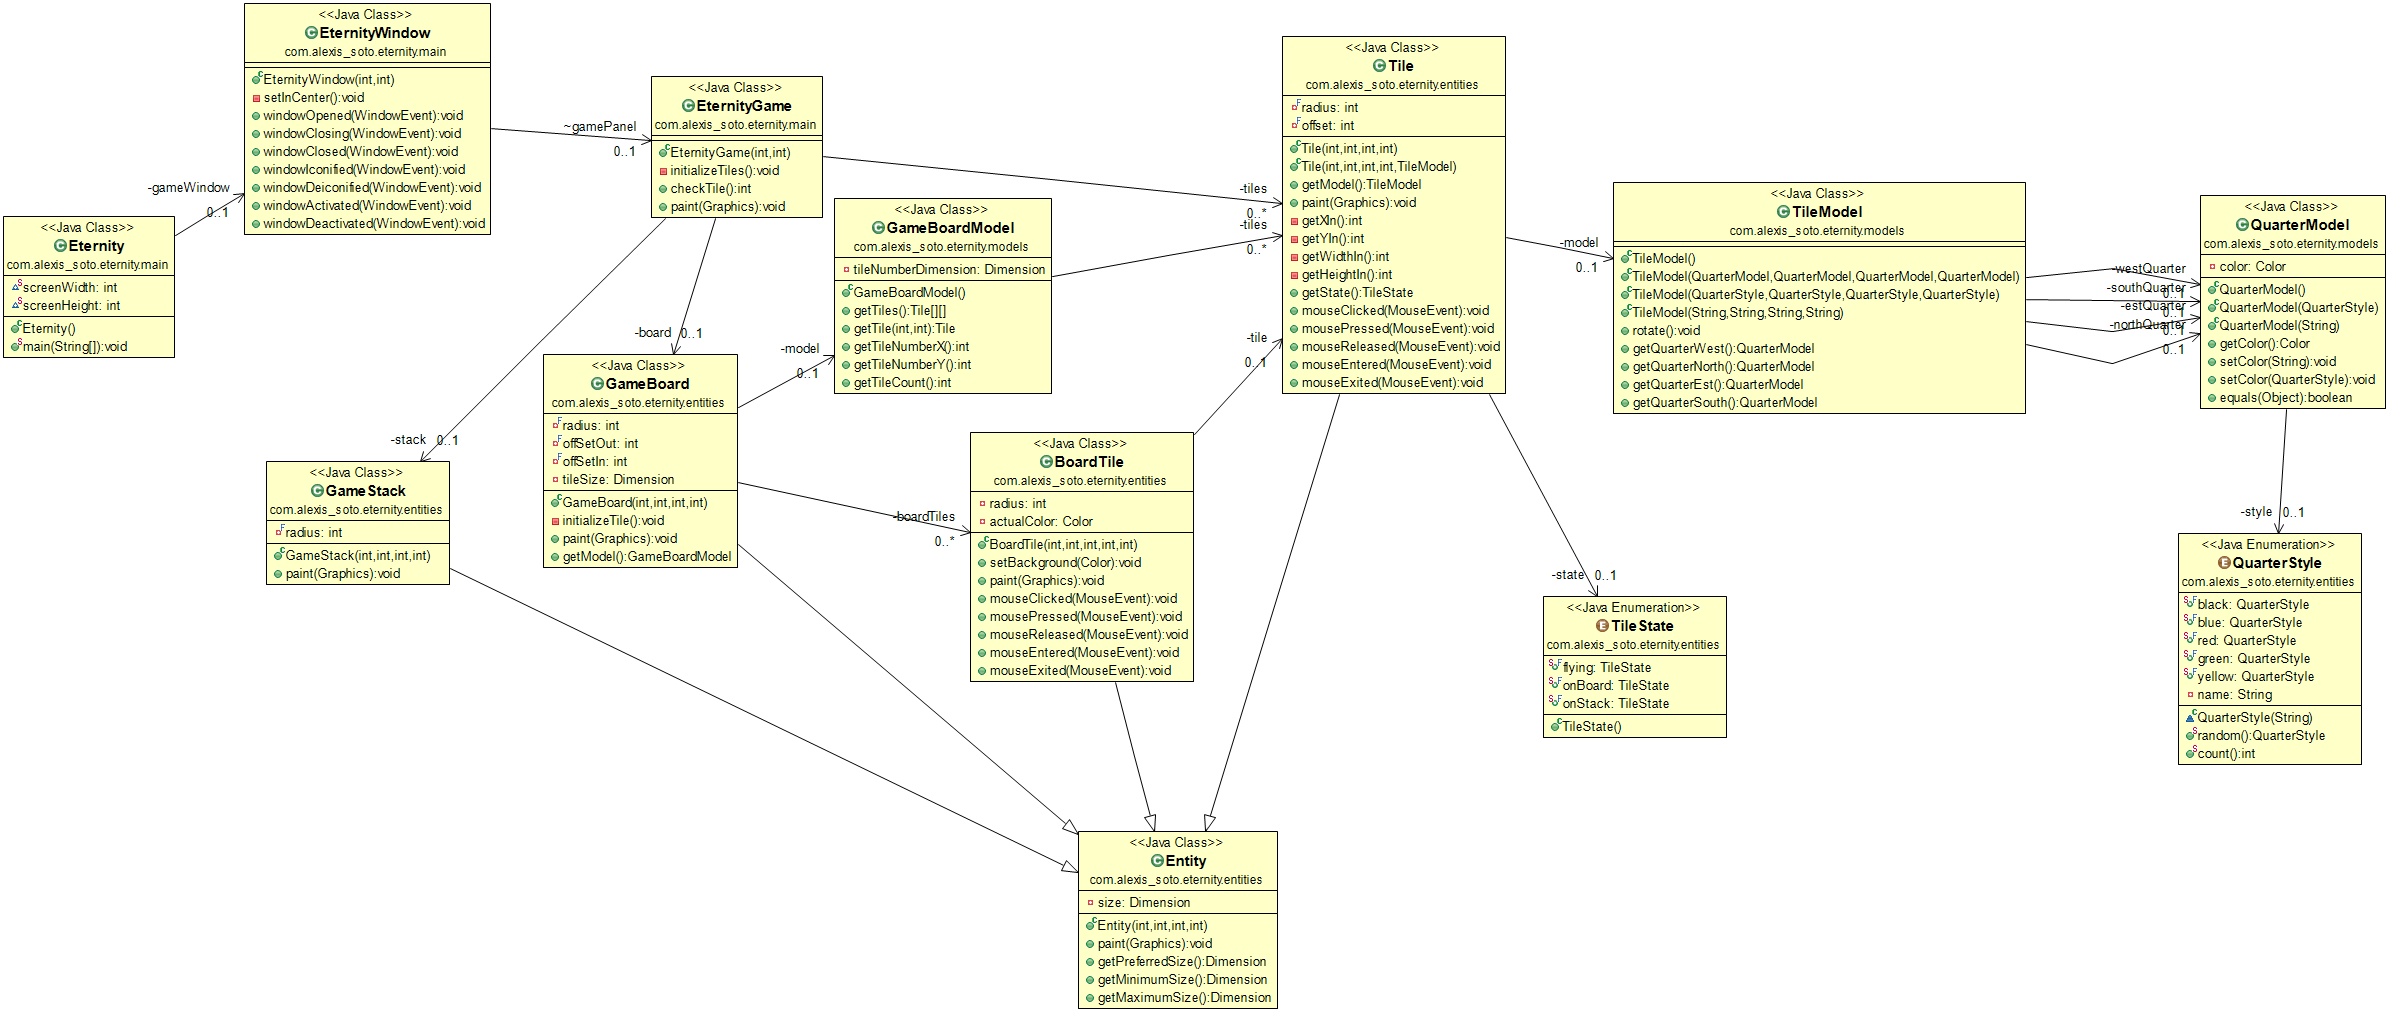 <<Java Class>>
EternityWindow
com.alexis_soto.eternity.main
EternityWindow(int,int)
setInCenter():void
windowOpened(WindowEvent):void
windowClosing(WindowEvent):void
windowClosed(WindowEvent):void
windowIconified(WindowEvent):void
windowDeiconified(WindowEvent):void
windowActivated(WindowEvent):void
windowDeactivated(WindowEvent):void
-gameWindow
0..1
<<Java Class>>
Eternity
com.alexis_soto.eternity.main
screenWidth: int
screenHeight: int
Eternity()
main(String[]):void
~gamePanel
0..1
<<Java Class>>
EternityGame
com.alexis_soto.eternity.main
EternityGame(int,int)
initializeTiles():void
checkTile():int
paint(Graphics):void
-tiles
0..*
-board 0..1
-stack 0..1
<<Java Class>>
GameBoardModel
com.alexis_soto.eternity.models
tileNumberDimension: Dimension
GameBoardModel()
getTiles():Tile[][]
getTile(int,int):Tile
getTileNumberX():int
getTileNumberY():int
getTileCount():int
-tiles
0..*
<<Java Class>>
GameBoard
com.alexis_soto.eternity.entities
radius: int
offSetOut: int
offSetIn: int
tileSize: Dimension
GameBoard(int,int,int,int)
initializeTile():void
paint(Graphics):void
getModel():GameBoardModel
-model
0..1
-boardTiles
0..*
<<Java Class>>
GameStack
com.alexis_soto.eternity.entities
radius: int
GameStack(int,int,int,int)
paint(Graphics):void
<<Java Class>>
BoardTile
com.alexis_soto.eternity.entities
radius: int
actualColor: Color
BoardTile(int,int,int,int,int)
setBackground(Color):void
paint(Graphics):void
mouseClicked(MouseEvent):void
mousePressed(MouseEvent):void
mouseReleased(MouseEvent):void
mouseEntered(MouseEvent):void
mouseExited(MouseEvent):void
-tile
0..1
<<Java Class>>
Tile
com.alexis_soto.eternity.entities
radius: int
offset: int
Tile(int,int,int,int)
Tile(int,int,int,int,TileModel)
getModel():TileModel
paint(Graphics):void
getXIn():int
getYIn():int
getWidthIn():int
getHeightIn():int
getState():TileState
mouseClicked(MouseEvent):void
mousePressed(MouseEvent):void
mouseReleased(MouseEvent):void
mouseEntered(MouseEvent):void
mouseExited(MouseEvent):void
-model
0..1
-state 0..1
<<Java Class>>
TileModel
com.alexis_soto.eternity.models
TileModel()
TileModel(QuarterModel,QuarterModel,QuarterModel,QuarterModel)
TileModel(QuarterStyle,QuarterStyle,QuarterStyle,QuarterStyle)
TileModel(String,String,String,String)
rotate():void
getQuarterWest():QuarterModel
getQuarterNorth():QuarterModel
getQuarterEst():QuarterModel
getQuarterSouth():QuarterModel
-westQuarter
0..1
-southQuarter
0..1
-estQuarter
0..1
-northQuarter
0..1
<<Java Class>>
QuarterModel
com.alexis_soto.eternity.models
color: Color
QuarterModel()
QuarterModel(QuarterStyle)
QuarterModel(String)
getColor():Color
setColor(String):void
setColor(QuarterStyle):void
equals(Object):boolean
-style 0..1
<<Java Enumeration>>
QuarterStyle
com.alexis_soto.eternity.entities
black: QuarterStyle
blue: QuarterStyle
red: QuarterStyle
green: QuarterStyle
yellow: QuarterStyle
name: String
QuarterStyle(String)
random():QuarterStyle
count():int
<<Java Enumeration>>
TileState
com.alexis_soto.eternity.entities
flying: TileState
onBoard: TileState
onStack: TileState
TileState()
<<Java Class>>
Entity
com.alexis_soto.eternity.entities
size: Dimension
Entity(int,int,int,int)
paint(Graphics):void
getPreferredSize():Dimension
getMinimumSize():Dimension
getMaximumSize():Dimension